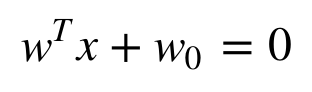 w^T x + w_0 = 0